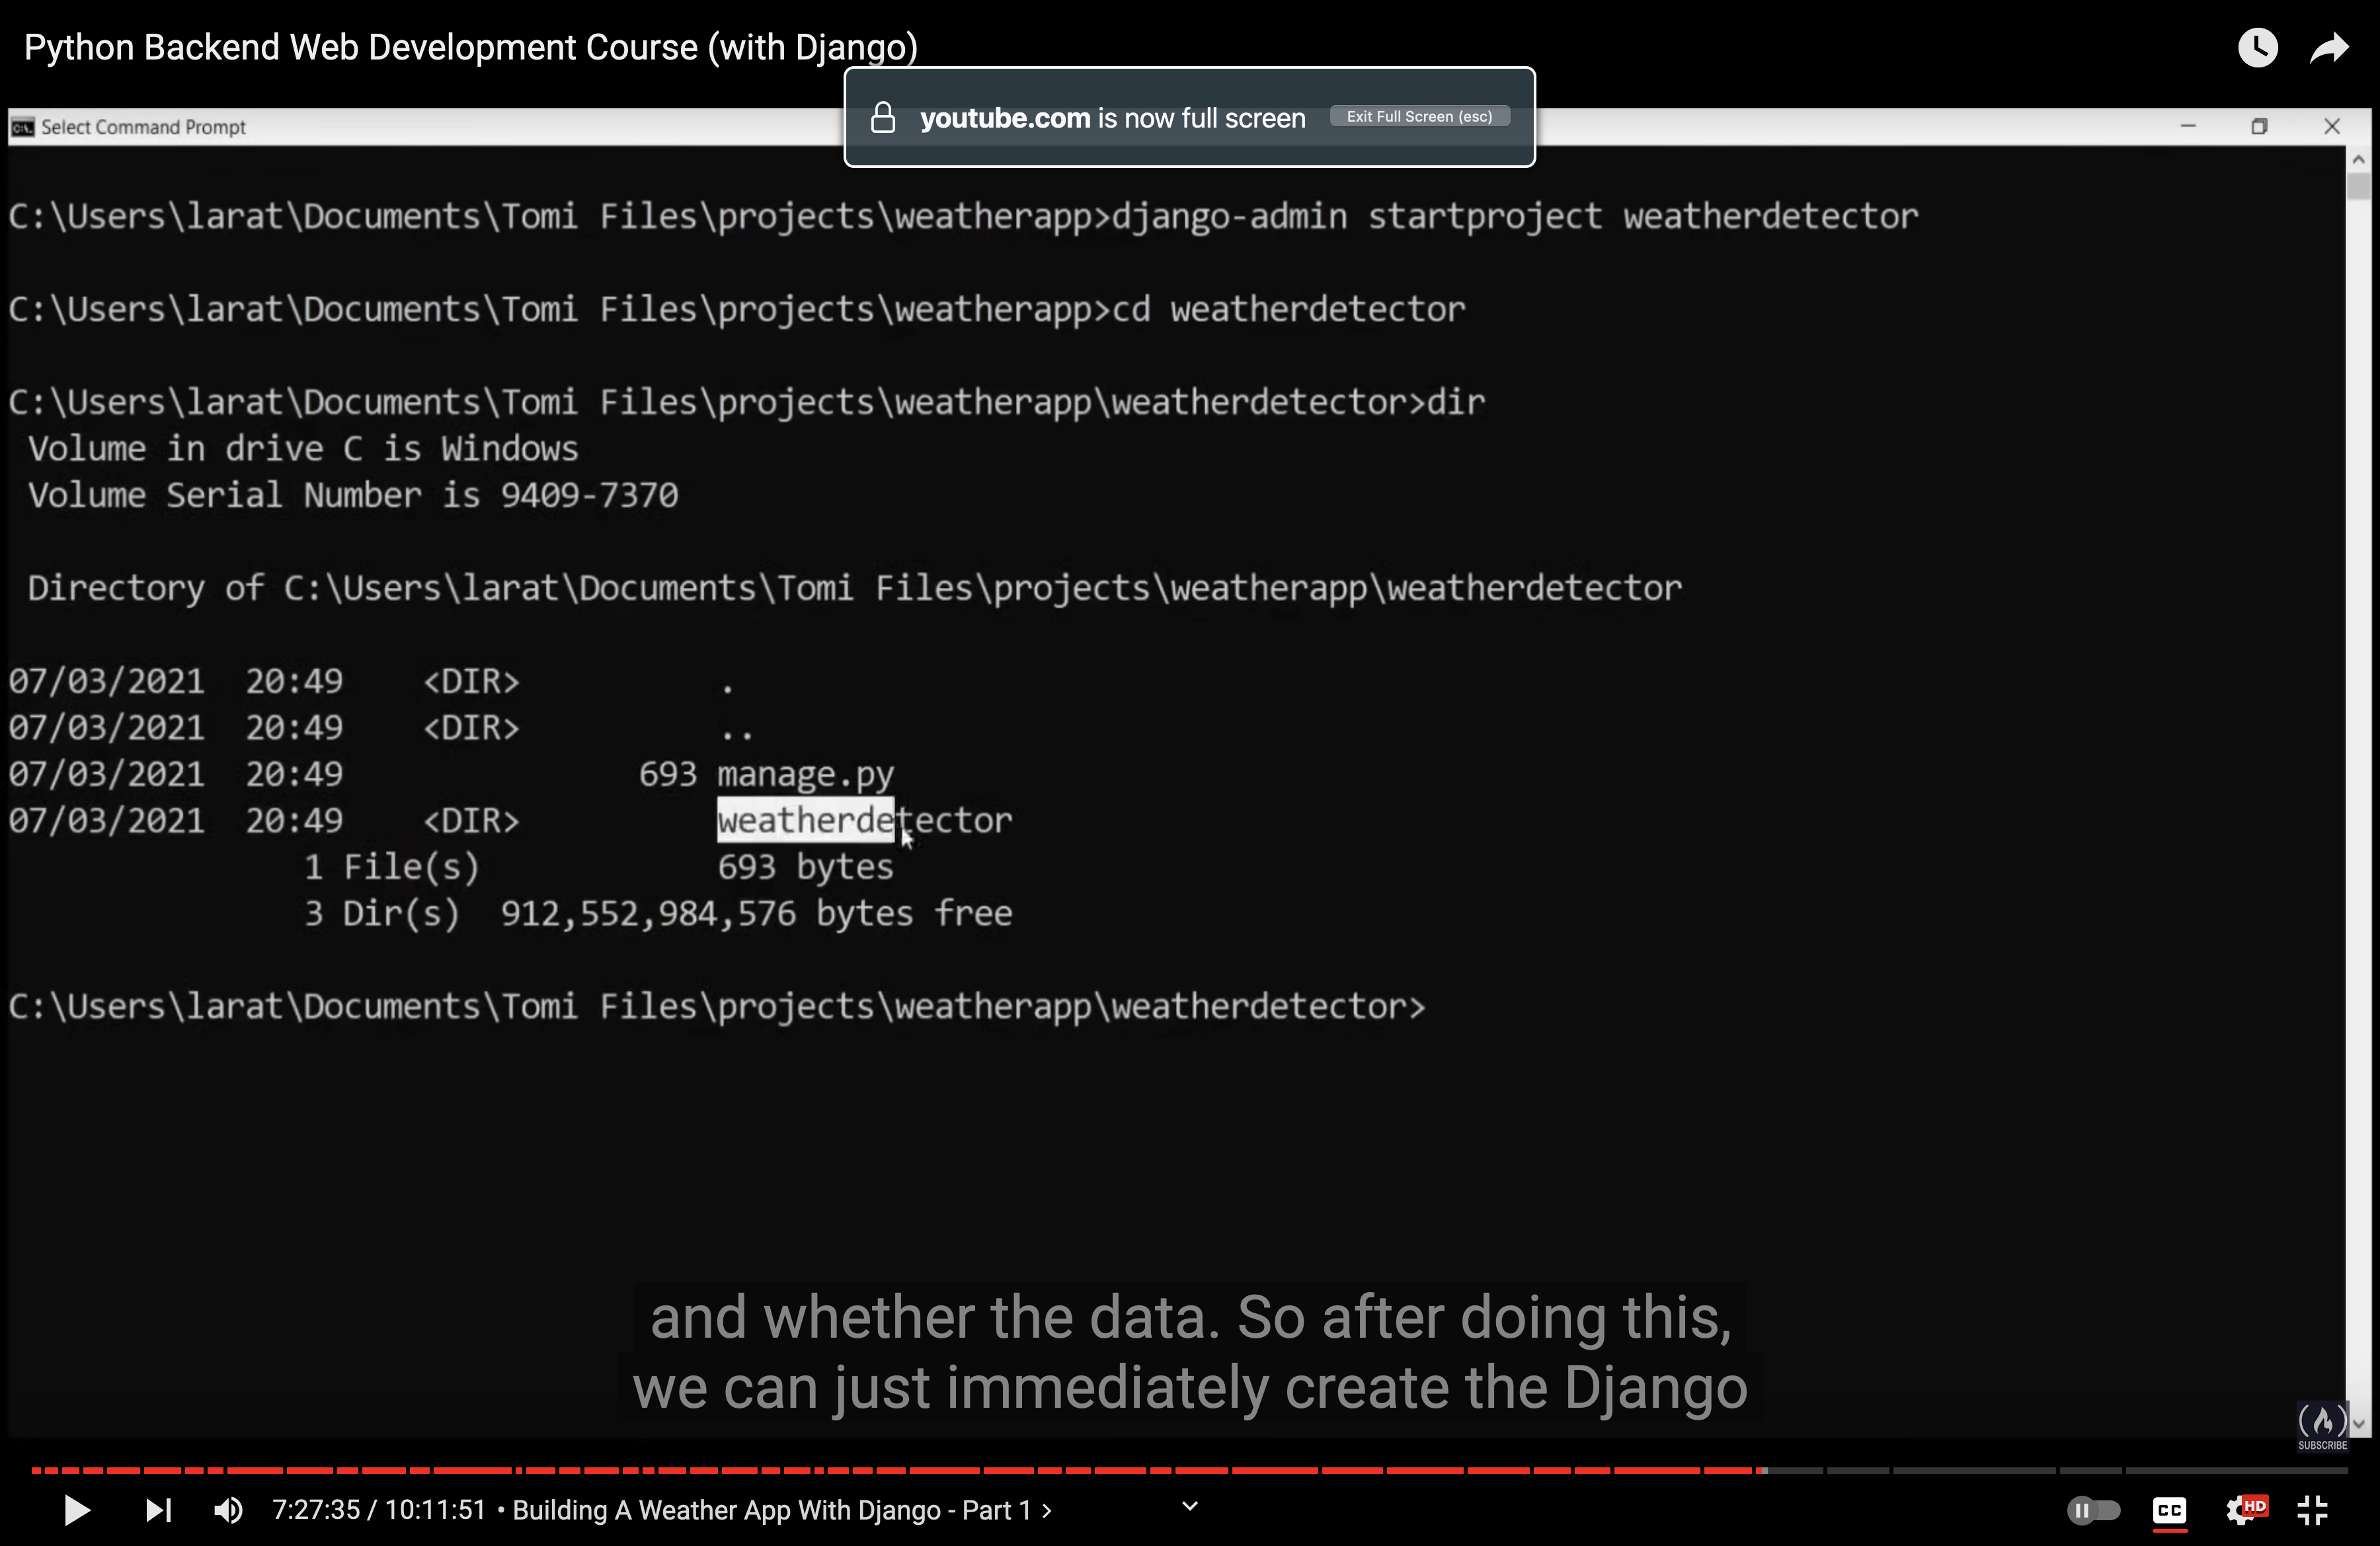 Python Backend Web Development Course (with Django)
youtube.com is now full screen Exit Full Screen (esc)
Select Command Prompt
C:\Users\larat\Documents\Tomi Files\projects\weatherapp>django-admin startproject weatherdetector
C:\Users\larat\Documents\Tomi Files\projects\weatherapp>cd weatherdetector
C:\Users\larat\Documents\Tomi Files\projects\weatherapp\weatherdetector>dir
Volume in drive C is Windows
Volume Serial Number is 9409-7370
Directory of C:\Users\larat\Documents\Tomi Files\projects\weatherapp\weatherdetector
07/03/2021 20:49 <DIR> .
07/03/2021 20:49 <DIR> ..
07/03/2021 20:49 693 manage.py
07/03/2021 20:49 <DIR> weatherdetector
1 File(s) 693 bytes
3 Dir(s) 912,552,984,576 bytes free
C:\Users\larat\Documents\Tomi Files\projects\weatherapp\weatherdetector>
and whether the data. So after doing this,
we can just immediately create the Django
SUBSCRIBE
7:27:35 / 10:11:51 • Building A Weather App With Django - Part 1 >
CC
HD